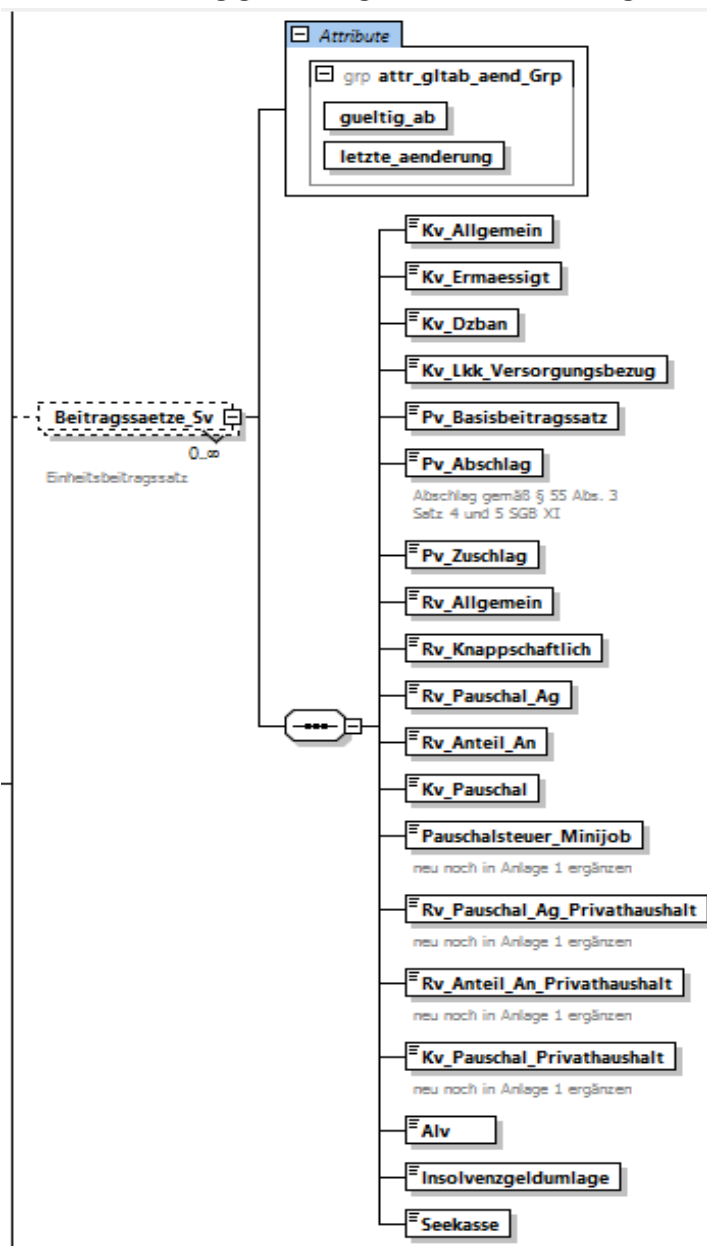 Attribute
grp attr_gltab_aend_Grp
gueltig_ab
letzte_aenderung
Kv_Allgemein
Kv_Ermaessigt
Kv_Dzban
Kv_Lkk_Versorgungsbezug
Beitragssaetze_Sv
0..∞
Einheitsbeitragssatz
Pv_Basisbeitragssatz
Pv_Abschlag
Abschlag gemäß § 55 Abs. 3
Satz 4 und 5 SGB XI
Pv_Zuschlag
Rv_Allgemein
Rv_Knappschaftlich
Rv_Pauschal_Ag
Rv_Anteil_An
Kv_Pauschal
Pauschalsteuer_Minijob
neu noch in Anlage 1 ergänzen
Rv_Pauschal_Ag_Privathaushalt
neu noch in Anlage 1 ergänzen
Rv_Anteil_An_Privathaushalt
neu noch in Anlage 1 ergänzen
Kv_Pauschal_Privathaushalt
neu noch in Anlage 1 ergänzen
Alv
Insolvenzgeldumlage
Seekasse